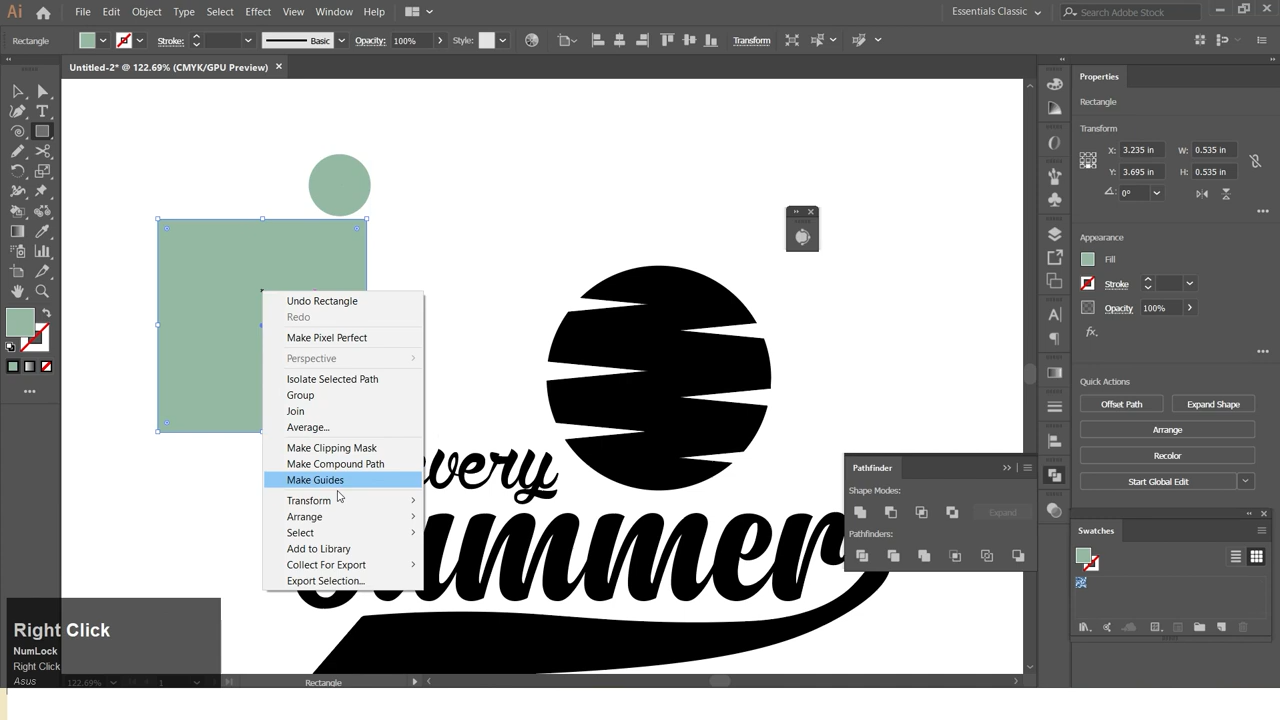 Ai File Edit Object Type Select Effect View Window Help Essentials Classic Search Adobe Stock
Rectangle Stroke: Basic Opacity: 100% Style: Transform
Untitled-2* @ 122.69% (CMYK/GPU Preview)
Properties
Rectangle
Transform
X: 3.235 in W: 0.535 in
Y: 3.695 in H: 0.535 in
0°
Appearance
Fill
Stroke
Opacity 100%
fx.
Quick Actions
Offset Path Expand Shape
Arrange
Recolor
Start Global Edit
Swatches
Undo Rectangle
Redo
Make Pixel Perfect
Perspective
Isolate Selected Path
Group
Join
Average...
Make Clipping Mask
Make Compound Path
Make Guides
Transform
Arrange
Select
Add to Library
Collect For Export
Export Selection...
Pathfinder
Shape Modes:
Expand
Pathfinders:
very
Summer
Right Click
NumLock
Right Click
Asus
122.69% 1 Rectangle